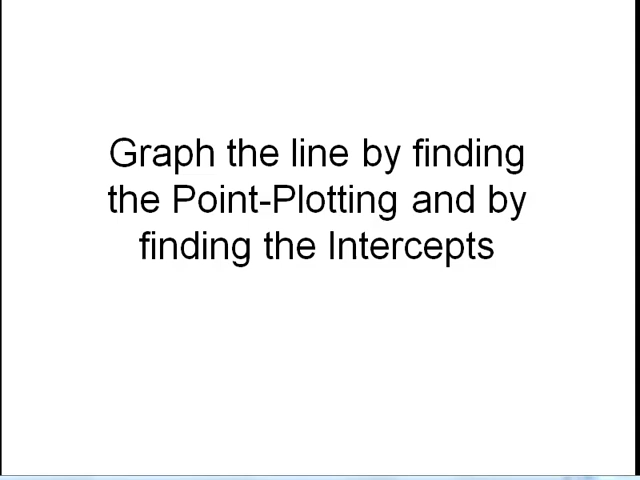 Graph the line by finding
the Point-Plotting and by
finding the Intercepts